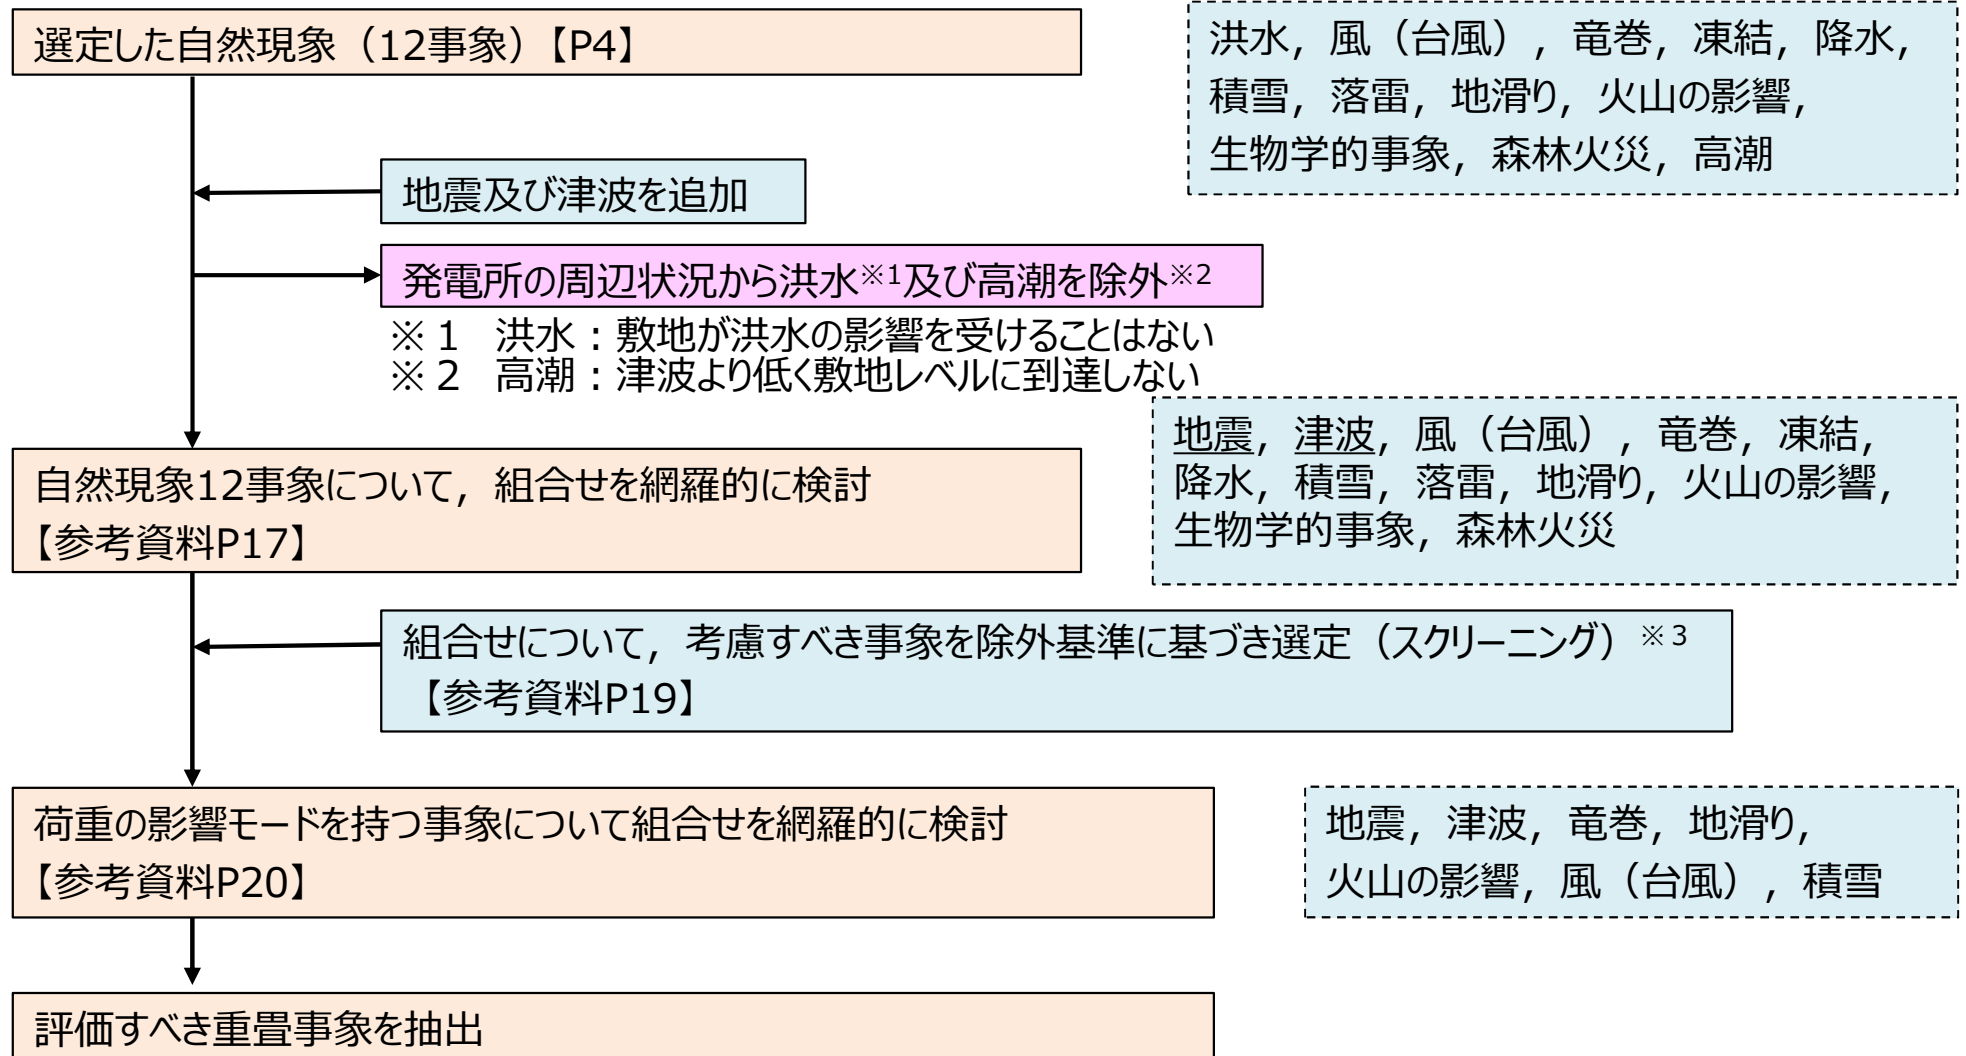 選定した自然現象（12事象）【P4】
洪水，風（台風），竜巻，凍結，降水，
積雪，落雷，地滑り，火山の影響，
生物学的事象，森林火災，高潮
地震及び津波を追加
発電所の周辺状況から洪水※1及び高潮を除外※2
※１　洪水：敷地が洪水の影響を受けることはない
※２　高潮：津波より低く敷地レベルに到達しない
自然現象12事象について，組合せを網羅的に検討
【参考資料P17】
地震，津波，風（台風），竜巻，凍結，
降水，積雪，落雷，地滑り，火山の影響，
生物学的事象，森林火災
組合せについて，考慮すべき事象を除外基準に基づき選定（スクリーニング）※３
【参考資料P19】
荷重の影響モードを持つ事象について組合せを網羅的に検討
【参考資料P20】
地震，津波，竜巻，地滑り，
火山の影響，風（台風），積雪
評価すべき重畳事象を抽出